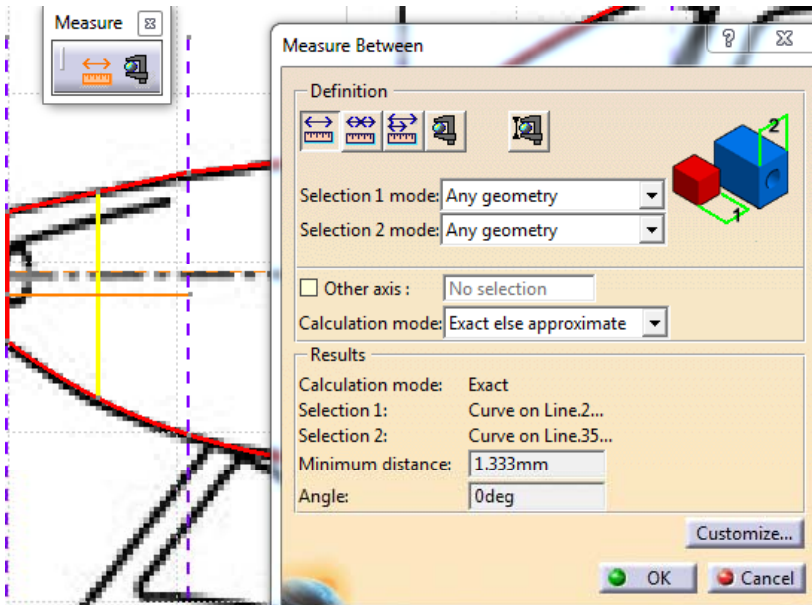 Measure
Measure Between
Definition
Selection 1 mode: Any geometry
Selection 2 mode: Any geometry
2
1
Other axis : No selection
Calculation mode: Exact else approximate
Results
Calculation mode: Exact
Selection 1: Curve on Line.2...
Selection 2: Curve on Line.35...
Minimum distance: 1.333mm
Angle: 0deg
Customize...
OK Cancel